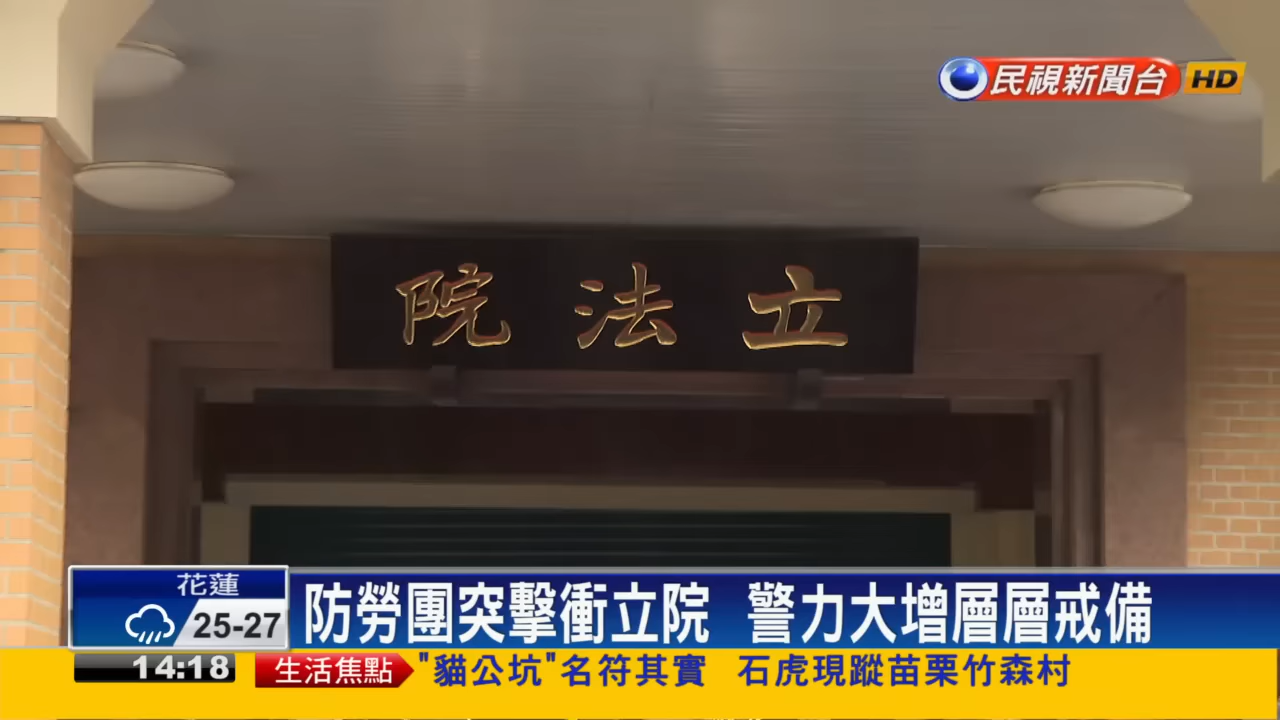 民視新聞台 HD
立法院
花蓮
25-27
防勞團突擊衝立院 警力大增層層戒備
14:18
生活焦點
"貓公坑"名符其實 石虎現蹤苗栗竹森村